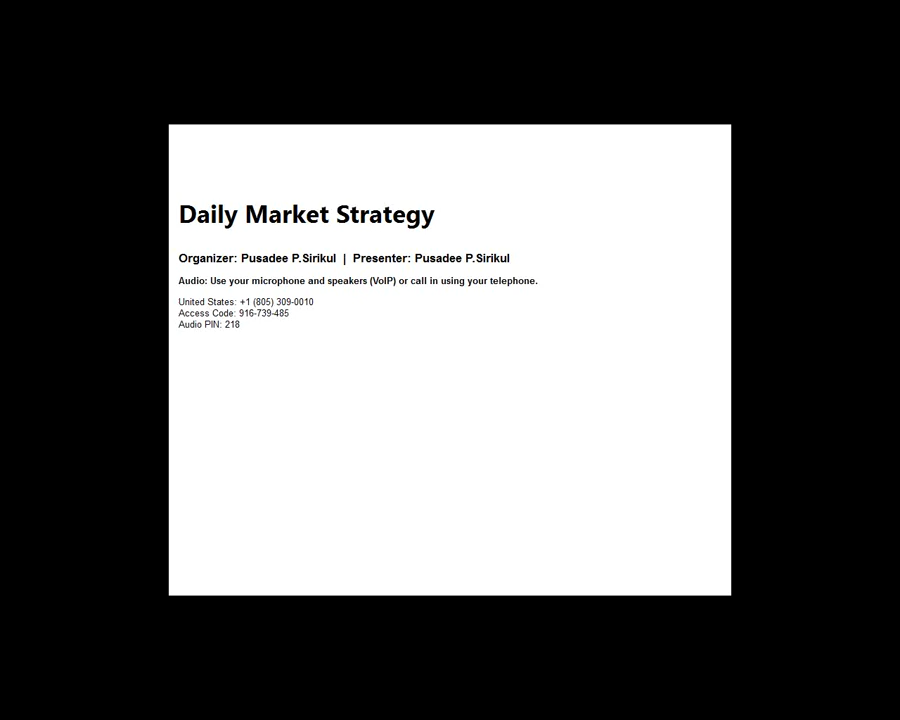 Daily Market Strategy
Organizer: Pusadee P.Sirikul | Presenter: Pusadee P.Sirikul
Audio: Use your microphone and speakers (VoIP) or call in using your telephone.
United States: +1 (805) 309-0010
Access Code: 916-739-485
Audio PIN: 218